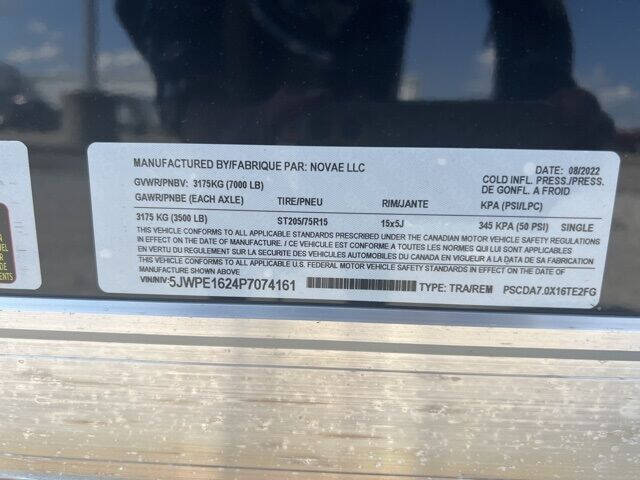 MANUFACTURED BY/FABRIQUE PAR: NOVAE LLC
DATE: 08/2022
GVWR/PNBV: 3175KG (7000 LB)
COLD INFL. PRESS./PRESS. DE GONFL. A FROID
GAWR/PNBE (EACH AXLE) TIRE/PNEU RIM/JANTE KPA (PSI/LPC)
3175 KG (3500 LB) ST205/75R15 15x5J 345 KPA (50 PSI) SINGLE
THIS VEHICLE CONFORMS TO ALL APPLICABLE STANDARDS PRESCRIBED UNDER THE CANADIAN MOTOR VEHICLE SAFETY REGULATIONS
IN EFFECT ON THE DATE OF MANUFACTURE / CE VEHICULE EST CONFORME A TOUTES LES NORMES QUI LUI SONT APPLICABLES
EN VERTU DU REGLEMENT SUR LA SECURITE DES VEHICULES AUTOMOBILES DU CANADA EN VIGUEUR A LA DATE DE SA FABRICATION
THIS VEHICLE CONFORMS TO ALL APPLICABLE U.S. FEDERAL MOTOR VEHICLE SAFETY STANDARDS IN EFFECT ON THE DATE OF
MANUFACTURE SHOWN ABOVE.
VIN/NIV: 5JWPE1624P7074161 TYPE: TRA/REM PSCDA7.0X16TE2FG